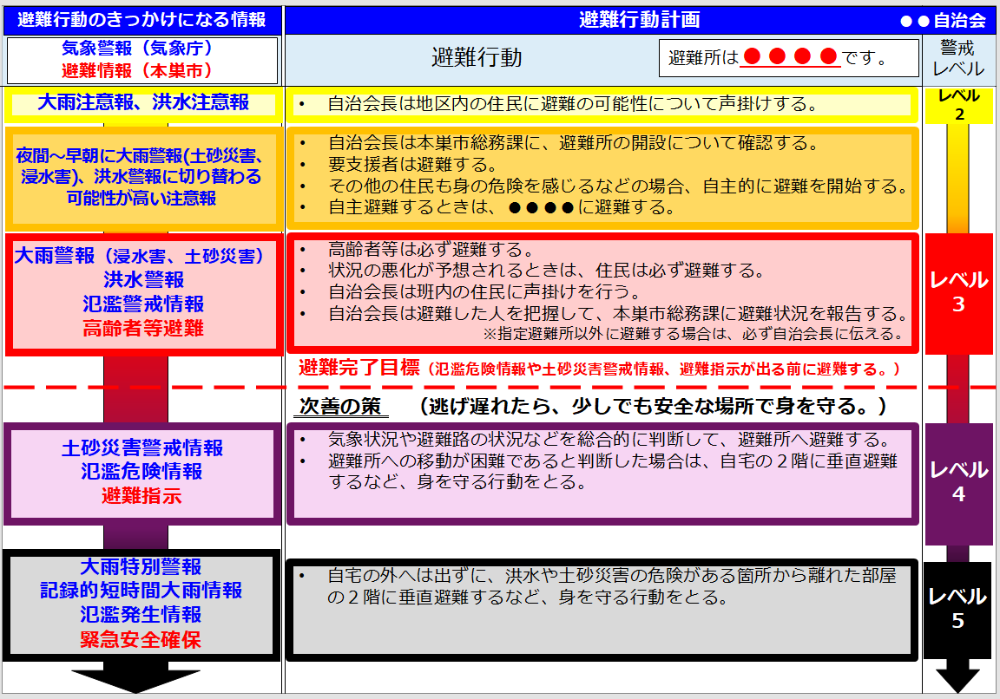 避難行動のきっかけになる情報
避難行動計画
●●自治会
気象警報（気象庁）
避難情報（本巣市）
避難行動
避難所は●●●●です。
警戒
レベル
大雨注意報、洪水注意報
・ 自治会長は地区内の住民に避難の可能性について声掛けする。
レベル
2
夜間～早朝に大雨警報(土砂災害、
浸水害)、洪水警報に切り替わる
可能性が高い注意報
・ 自治会長は本巣市総務課に、避難所の開設について確認する。
・ 要支援者は避難する。
・ その他の住民も身の危険を感じるなどの場合、自主的に避難を開始する。
・ 自主避難するときは、●●●●に避難する。
大雨警報（浸水害、土砂災害）
洪水警報
氾濫警戒情報
高齢者等避難
・ 高齢者等は必ず避難する。
・ 状況の悪化が予想されるときは、住民は必ず避難する。
・ 自治会長は班内の住民に声掛けを行う。
・ 自治会長は避難した人を把握して、本巣市総務課に避難状況を報告する。
※指定避難所以外に避難する場合は、必ず自治会長に伝える。
レベル
3
避難完了目標（氾濫危険情報や土砂災害警戒情報、避難指示が出る前に避難する。）
次善の策 （逃げ遅れたら、少しでも安全な場所で身を守る。）
土砂災害警戒情報
氾濫危険情報
避難指示
・ 気象状況や避難路の状況などを総合的に判断して、避難所へ避難する。
・ 避難所への移動が困難であると判断した場合は、自宅の２階に垂直避難
するなど、身を守る行動をとる。
レベル
4
大雨特別警報
記録的短時間大雨情報
氾濫発生情報
緊急安全確保
・ 自宅の外へは出ずに、洪水や土砂災害の危険がある箇所から離れた部屋
の２階に垂直避難するなど、身を守る行動をとる。
レベル
5